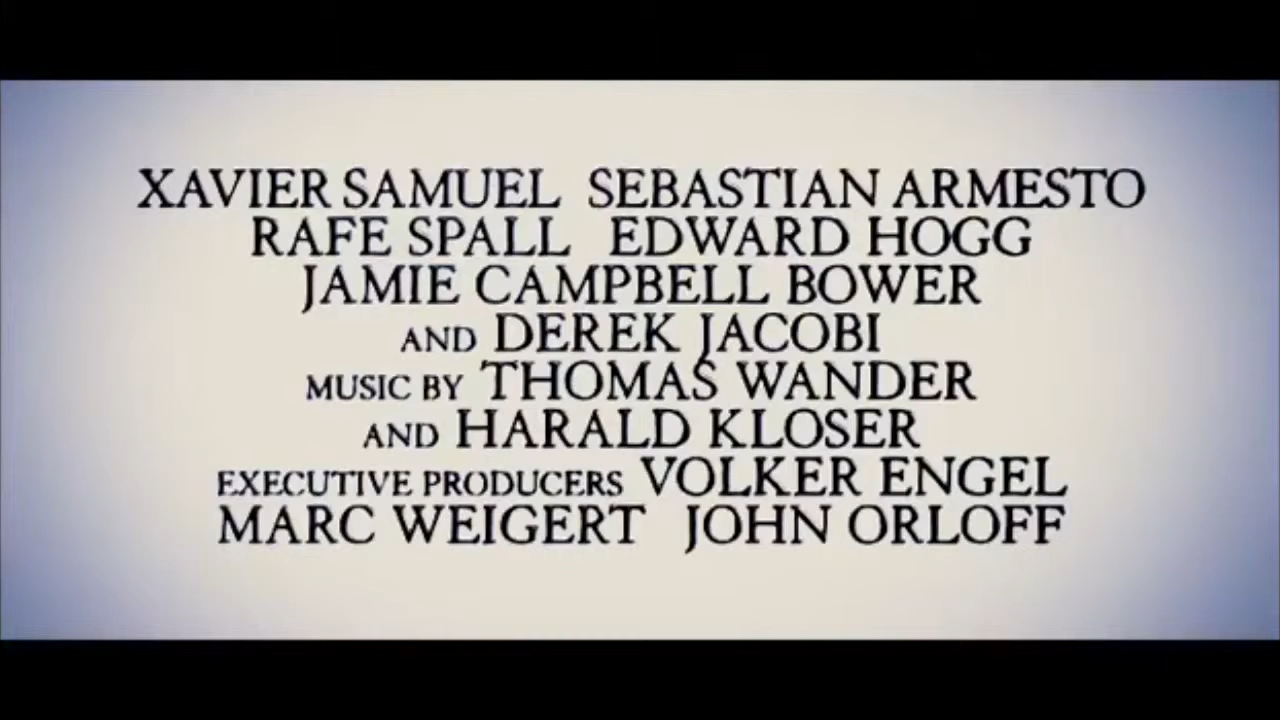 XAVIER SAMUEL SEBASTIAN ARMESTO
RAFE SPALL EDWARD HOGG
JAMIE CAMPBELL BOWER
AND DEREK JACOBI
MUSIC BY THOMAS WANDER
AND HARALD KLOSER
EXECUTIVE PRODUCERS VOLKER ENGEL
MARC WEIGERT JOHN ORLOFF